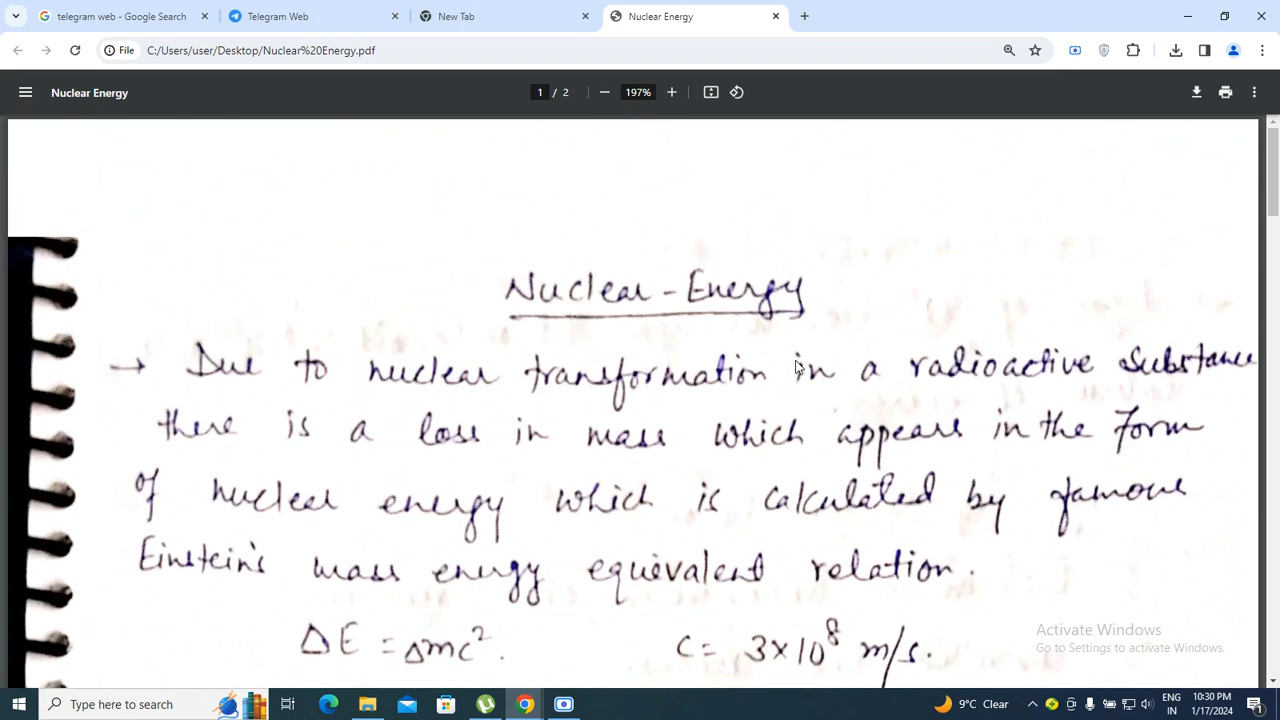 telegram web - Google Search
Telegram Web
New Tab
Nuclear Energy
File C:/Users/user/Desktop/Nuclear%20Energy.pdf
Nuclear Energy
1 / 2
197%
Nuclear - Energy
→ Due to nuclear transformation in a radioactive substance
there is a loss in mass which appears in the form
of nuclear energy which is calculated by famous
Einstein's mass energy equivalent relation.
ΔE = Δmc². c = 3×10⁸ m/s.
Activate Windows
Go to Settings to activate Windows.
Type here to search
9°C Clear
ENG
IN
10:30 PM
1/17/2024
1